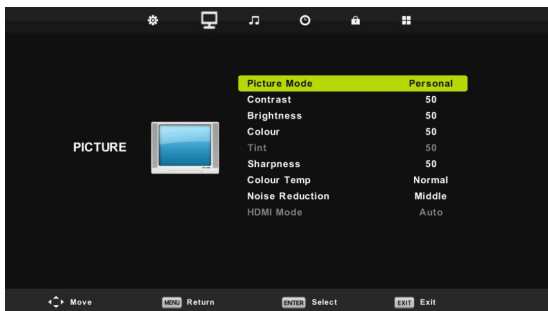 Picture Mode Personal
Contrast 50
Brightness 50
Colour 50
PICTURE
Tint 50
Sharpness 50
Colour Temp Normal
Noise Reduction Middle
HDMI Mode Auto
Move MENU Return ENTER Select EXIT Exit